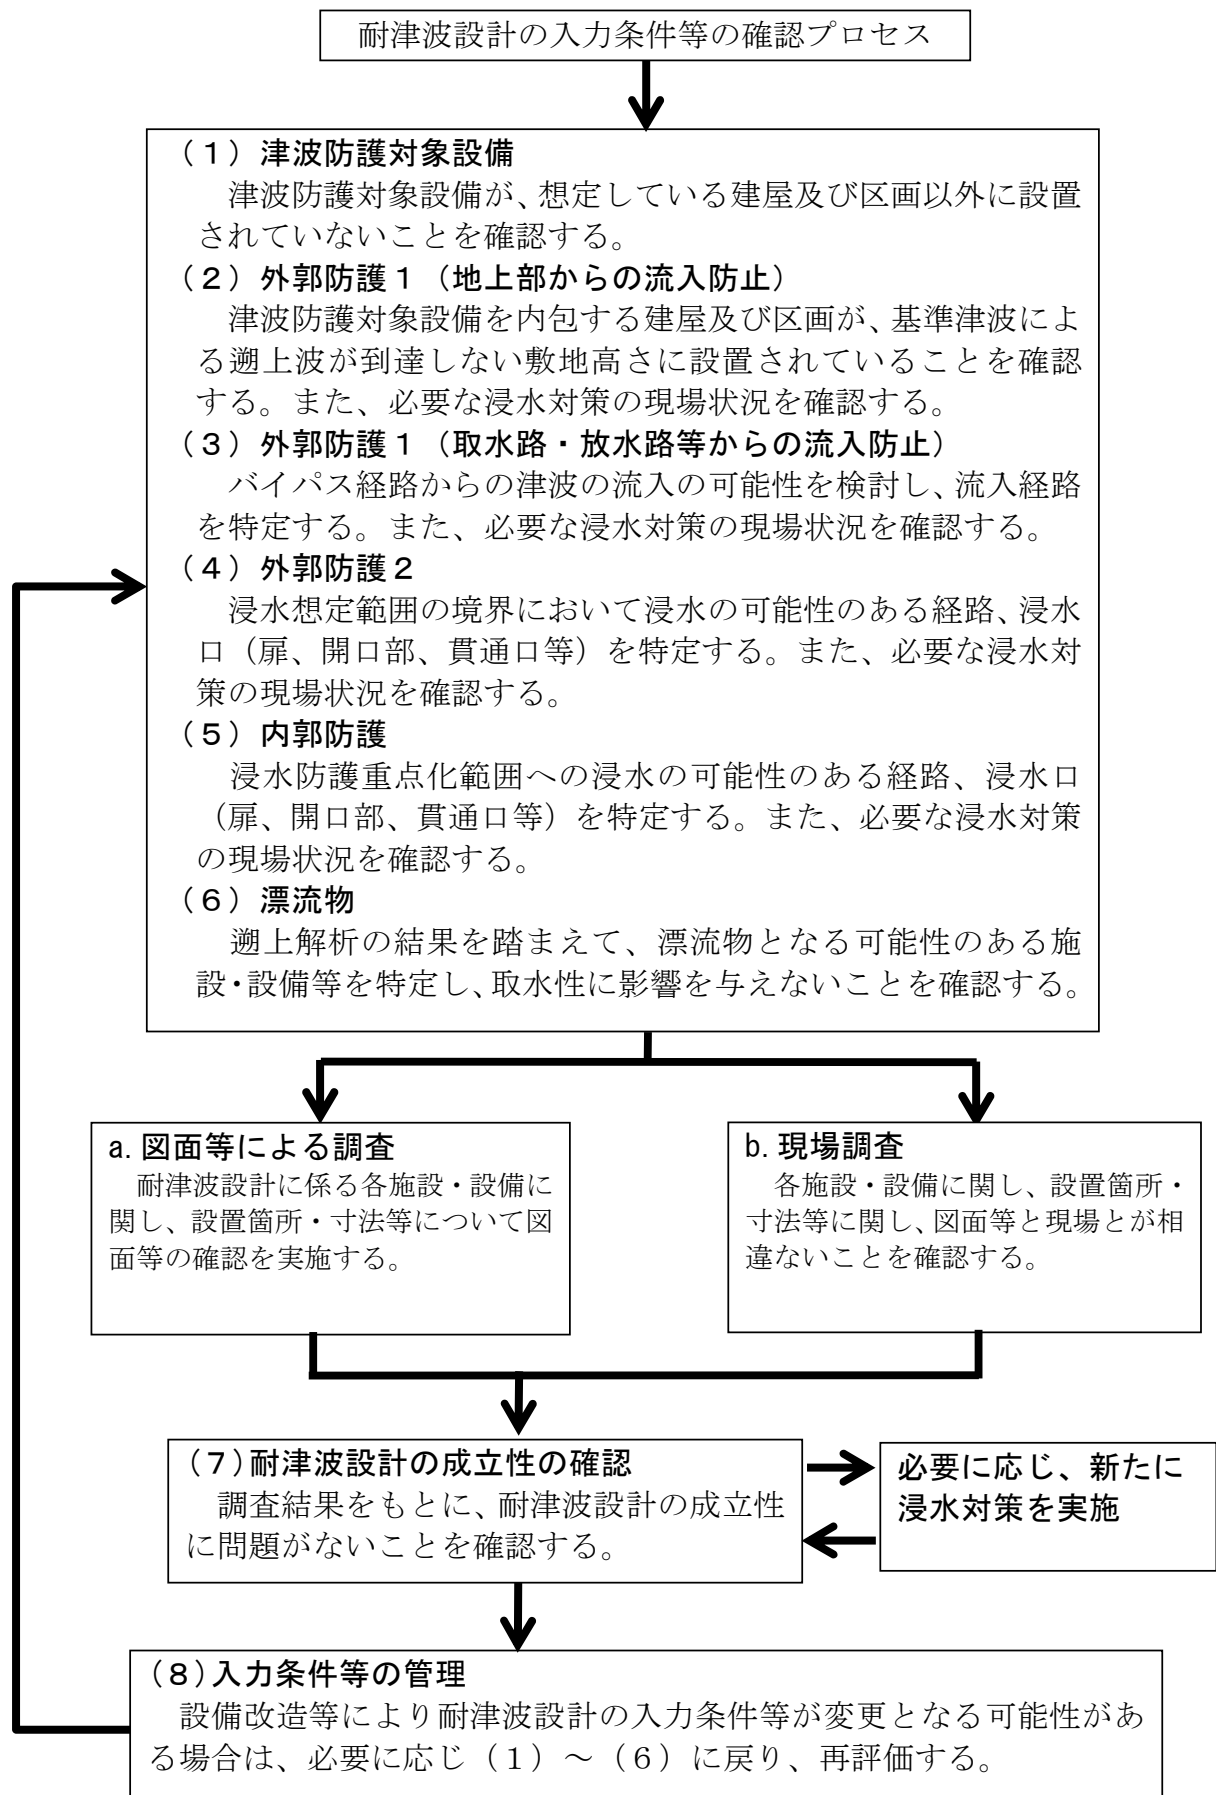 耐津波設計の入力条件等の確認プロセス
（１）津波防護対象設備
津波防護対象設備が、想定している建屋及び区画以外に設置
されていないことを確認する。
（２）外郭防護１（地上部からの流入防止）
津波防護対象設備を内包する建屋及び区画が、基準津波によ
る遡上波が到達しない敷地高さに設置されていることを確認
する。また、必要な浸水対策の現場状況を確認する。
（３）外郭防護１（取水路・放水路等からの流入防止）
バイパス経路からの津波の流入の可能性を検討し、流入経路
を特定する。また、必要な浸水対策の現場状況を確認する。
（４）外郭防護２
浸水想定範囲の境界において浸水の可能性のある経路、浸水
口（扉、開口部、貫通口等）を特定する。また、必要な浸水対
策の現場状況を確認する。
（５）内郭防護
浸水防護重点化範囲への浸水の可能性のある経路、浸水口
（扉、開口部、貫通口等）を特定する。また、必要な浸水対策
の現場状況を確認する。
（６）漂流物
遡上解析の結果を踏まえて、漂流物となる可能性のある施
設・設備等を特定し、取水性に影響を与えないことを確認する。
a. 図面等による調査
耐津波設計に係る各施設・設備に
関し、設置箇所・寸法等について図
面等の確認を実施する。
b. 現場調査
各施設・設備に関し、設置箇所・
寸法等に関し、図面等と現場とが相
違ないことを確認する。
（７）耐津波設計の成立性の確認
調査結果をもとに、耐津波設計の成立性
に問題がないことを確認する。
必要に応じ、新たに
浸水対策を実施
（８）入力条件等の管理
設備改造等により耐津波設計の入力条件等が変更となる可能性があ
る場合は、必要に応じ（１）～（６）に戻り、再評価する。